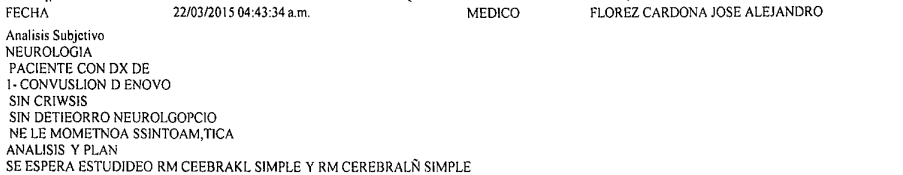 FECHA 22/03/2015 04:43:34 a.m. MEDICO FLOREZ CARDONA JOSE ALEJANDRO
Analisis Subjetivo
NEUROLOGIA
PACIENTE CON DX DE
1- CONVUSLION D ENOVO
SIN CRIWSIS
SIN DETIEORRO NEUROLGOPCIO
NE LE MOMETNOA SSINTOAM,TICA
ANALISIS Y PLAN
SE ESPERA ESTUDIDEO RM CEEBRAKL SIMPLE Y RM CEREBRALÑ SIMPLE